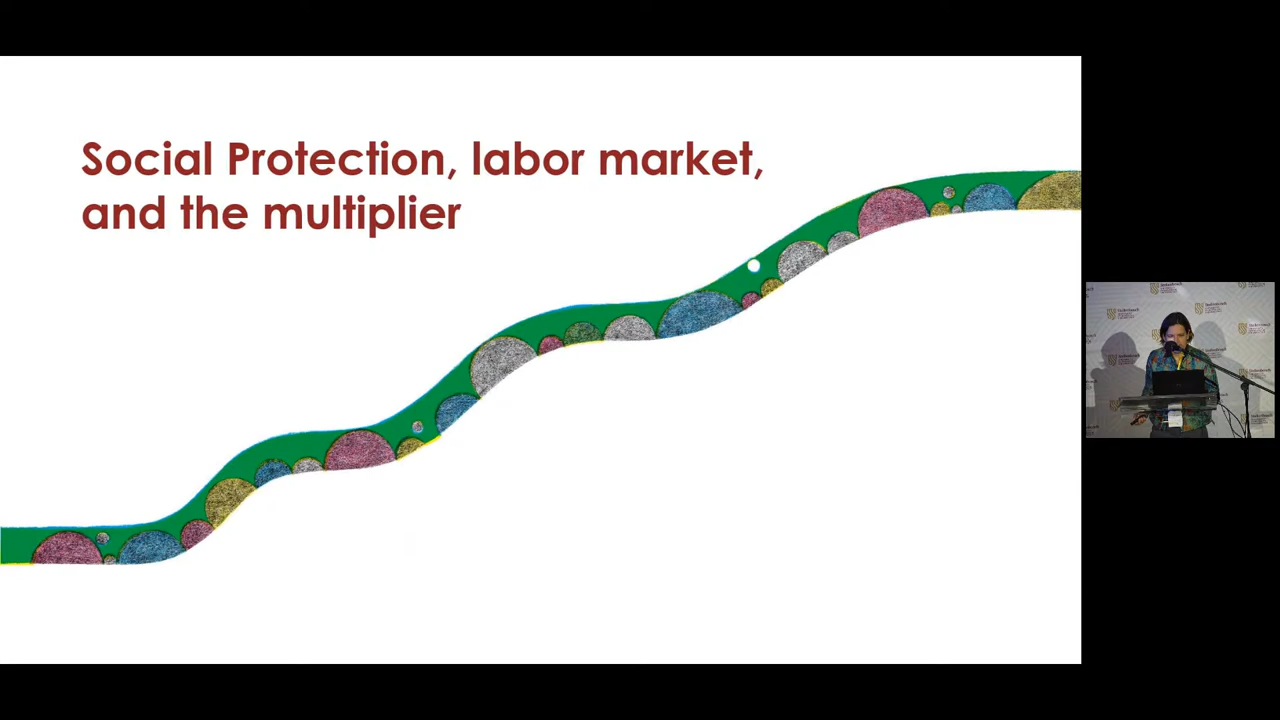 Social Protection, labor market,
and the multiplier